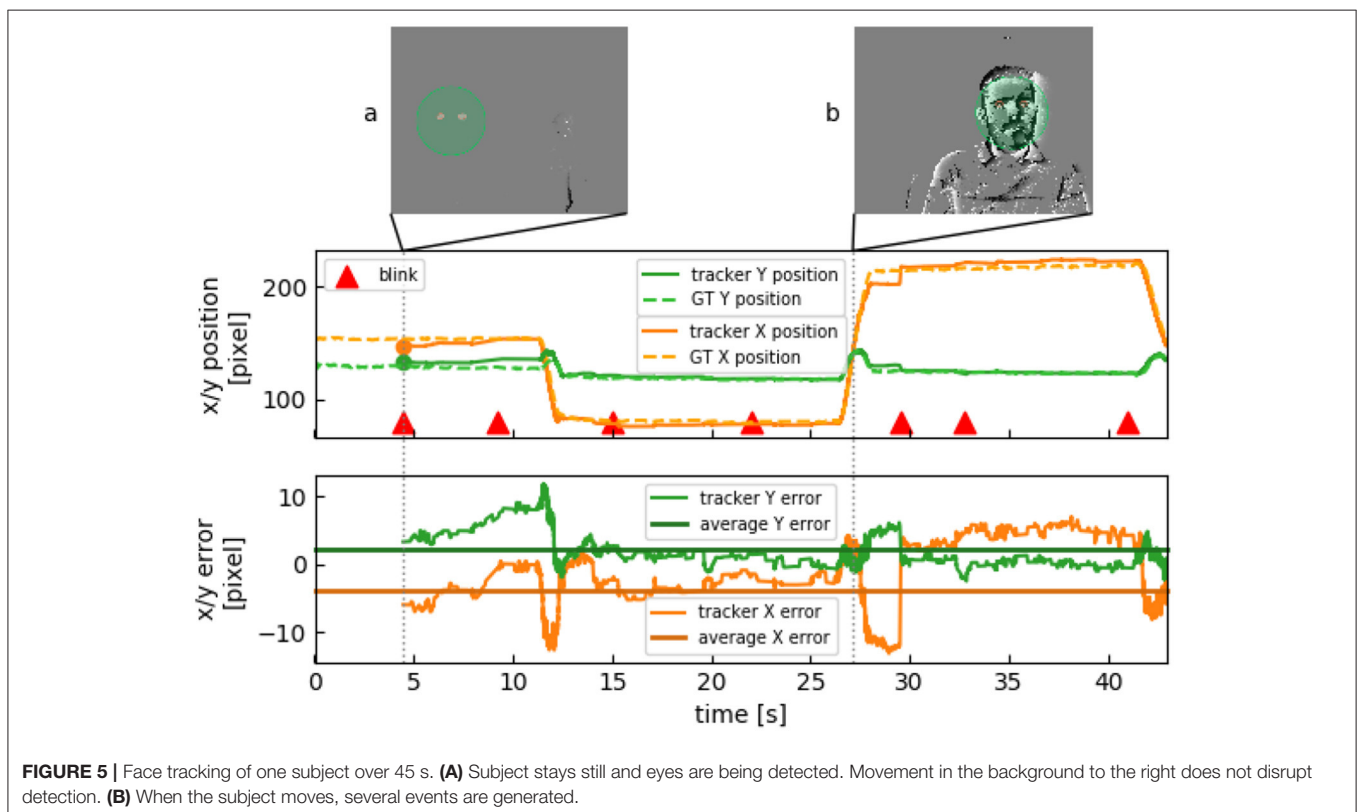 a
b
x/y position
[pixel]
200
100
blink
tracker Y position
GT Y position
tracker X position
GT X position
x/y error
[pixel]
10
0
−10
tracker Y error
average Y error
tracker X error
average X error
0 5 10 15 20 25 30 35 40
time [s]
FIGURE 5 | Face tracking of one subject over 45 s. (A) Subject stays still and eyes are being detected. Movement in the background to the right does not disrupt
detection. (B) When the subject moves, several events are generated.